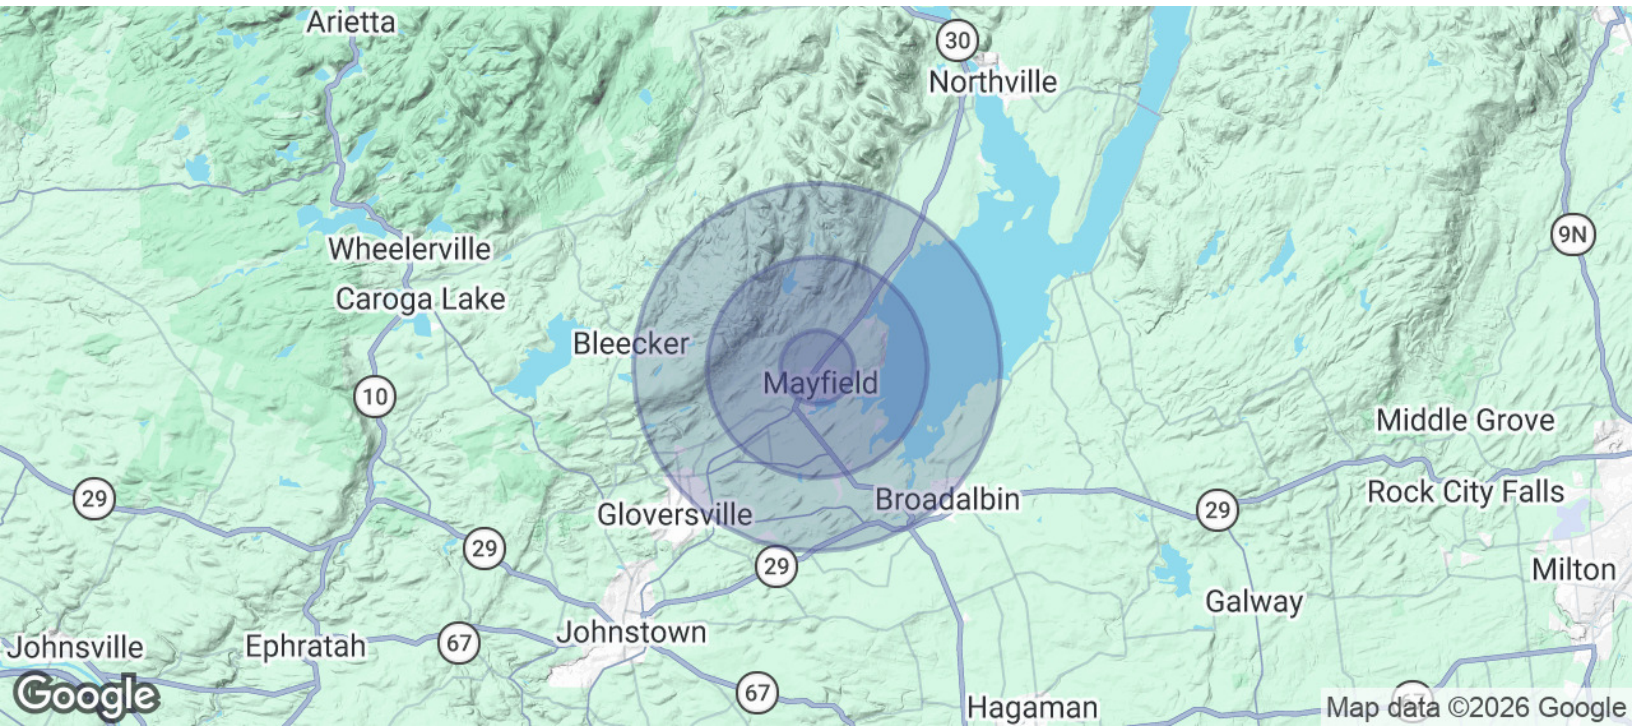 Arietta
30
Northville
9N
Wheelerville
Caroga Lake
Bleecker
Mayfield
10
Middle Grove
29
Rock City Falls
Broadalbin
29
Gloversville
29
29
Milton
Galway
Johnstown
67
Ephratah
Johnsville
67
Google
67
Hagaman
Map data ©2026 Google